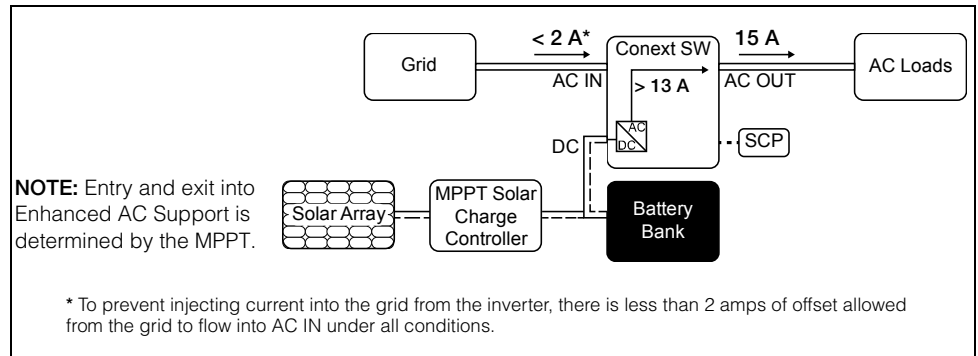 < 2 A*
Conext SW
15 A
Grid
AC Loads
AC IN
> 13 A
AC OUT
AC
DC
DC
SCP
NOTE: Entry and exit into
Enhanced AC Support is
determined by the MPPT.
Solar Array
MPPT Solar
Charge
Controller
Battery
Bank
* To prevent injecting current into the grid from the inverter, there is less than 2 amps of offset allowed
from the grid to flow into AC IN under all conditions.